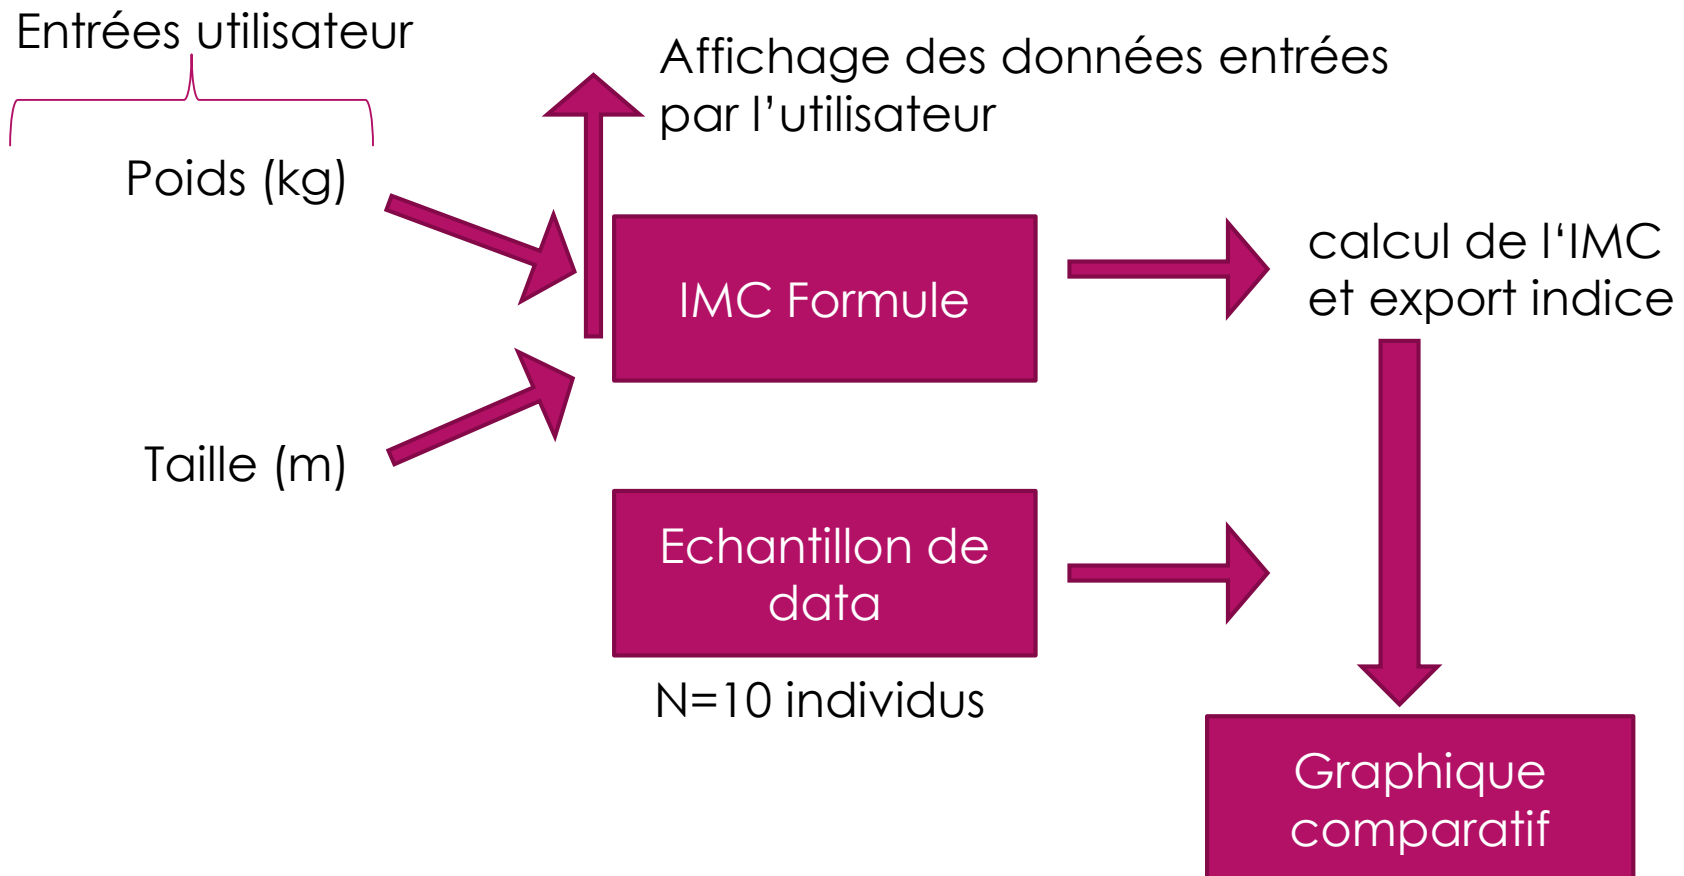 Entrées utilisateur
Affichage des données entrées
par l’utilisateur
Poids (kg)
IMC Formule
calcul de l‘IMC
et export indice
Taille (m)
Echantillon de
data
N=10 individus
Graphique
comparatif